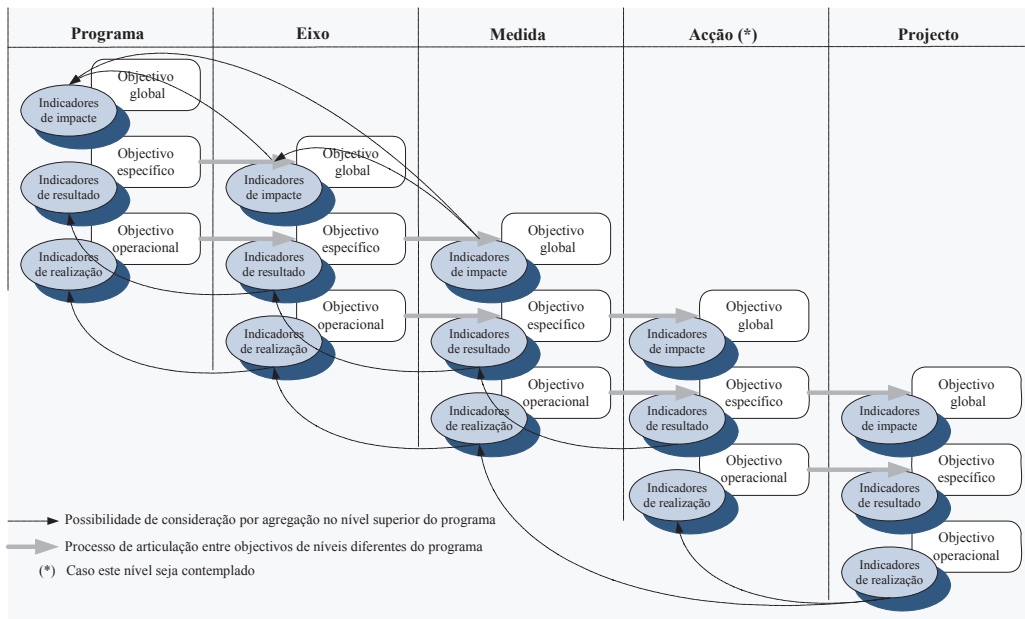 Programa
Eixo
Medida
Acção (*)
Projecto
Objectivo
global
Indicadores
de impacte
Objectivo
específico
Indicadores
de resultado
Objectivo
operacional
Indicadores
de realização
Objectivo
global
Indicadores
de impacte
Objectivo
específico
Indicadores
de resultado
Objectivo
operacional
Indicadores
de realização
Objectivo
global
Indicadores
de impacte
Objectivo
específico
Indicadores
de resultado
Objectivo
operacional
Indicadores
de realização
Objectivo
global
Indicadores
de impacte
Objectivo
específico
Indicadores
de resultado
Objectivo
operacional
Indicadores
de realização
Objectivo
global
Indicadores
de impacte
Objectivo
específico
Indicadores
de resultado
Objectivo
operacional
Indicadores
de realização
Possibilidade de consideração por agregação no nível superior do programa
Processo de articulação entre objectivos de níveis diferentes do programa
(*) Caso este nível seja contemplado